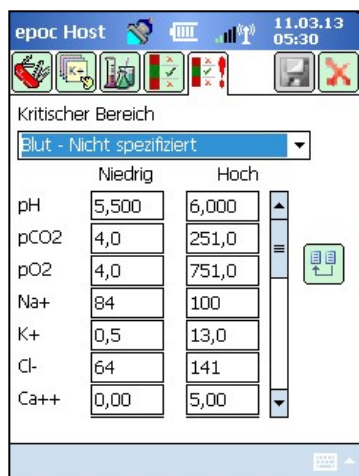 epoc Host
11.03.13
05:30
K+
Kritischer Bereich
Blut - Nicht spezifiziert
Niedrig Hoch
pH 5,500 6,000
pCO2 4,0 251,0
pO2 4,0 751,0
Na+ 84 100
K+ 0,5 13,0
Cl- 64 141
Ca++ 0,00 5,00